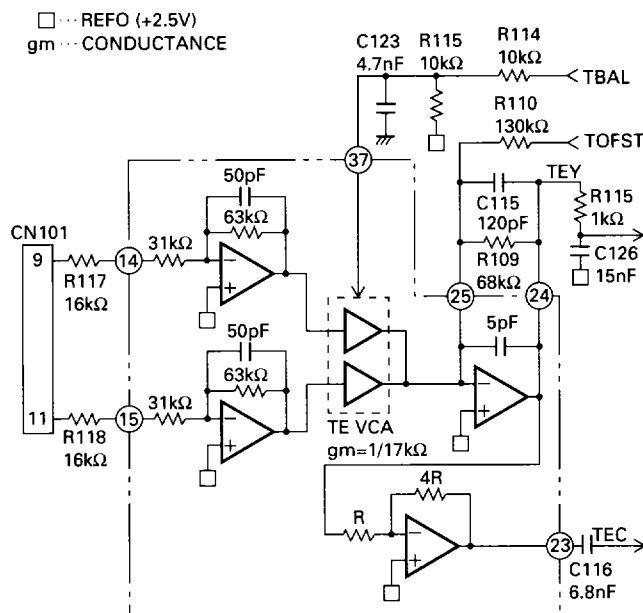 □ ··· REFO (+2.5V)
gm ··· CONDUCTANCE
C123
4.7nF
R115
10kΩ
R114
10kΩ
TBAL
R110
130kΩ
TOFST
37
50pF
63kΩ
C115
120pF
TEY
R115
1kΩ
CN101
9
R117
16kΩ
14
31kΩ
−
+
R109
68kΩ
C126
15nF
25
24
50pF
63kΩ
5pF
11
R118
16kΩ
15
31kΩ
−
+
TE VCA
gm=1/17kΩ
−
+
4R
R
−
+
23
TEC
C116
6.8nF